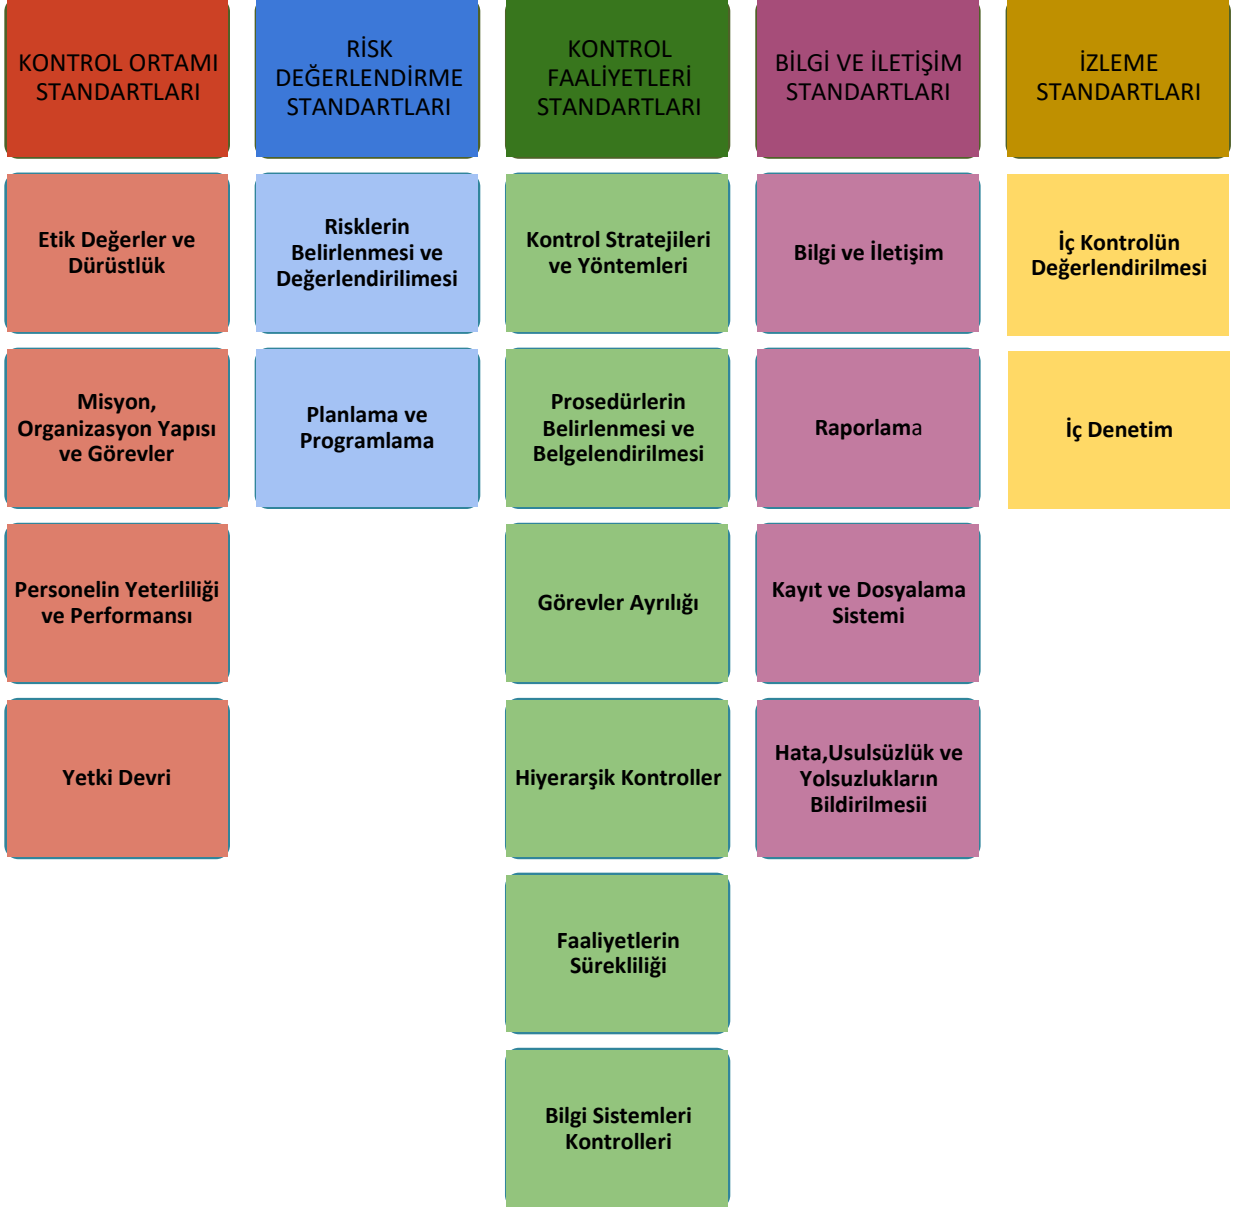 KONTROL ORTAMI
STANDARTLARI
RİSK
DEĞERLENDİRME
STANDARTLARI
KONTROL
FAALİYETLERİ
STANDARTLARI
BİLGİ VE İLETİŞİM
STANDARTLARI
İZLEME
STANDARTLARI
Etik Değerler ve
Dürüstlük
Risklerin
Belirlenmesi ve
Değerlendirilimesi
Kontrol Stratejileri
ve Yöntemleri
Bilgi ve İletişim
İç Kontrolün
Değerlendirilmesi
Misyon,
Organizasyon Yapısı
ve Görevler
Planlama ve
Programlama
Prosedürlerin
Belirlenmesi ve
Belgelendirilmesi
Raporlama
İç Denetim
Personelin Yeterliliği
ve Performansı
Görevler Ayrılığı
Kayıt ve Dosyalama
Sistemi
Yetki Devri
Hiyerarşik Kontroller
Hata,Usulsüzlük ve
Yolsuzlukların
Bildirilmesii
Faaliyetlerin
Sürekliliği
Bilgi Sistemleri
Kontrolleri